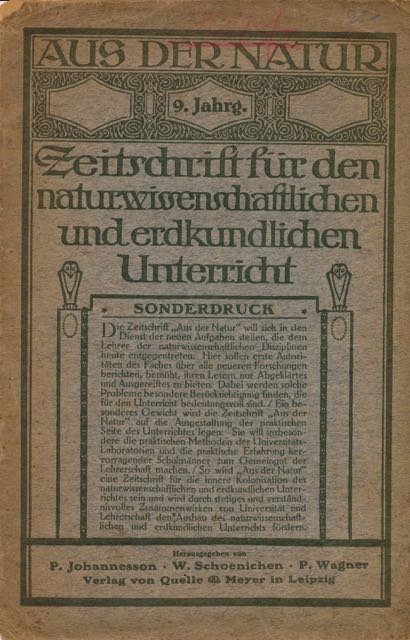 AUS DER NATUR
9. Jahrg.
Zeitschrift für den
naturwissenschaftlichen
und erdkundlichen
Unterricht
SONDERDRUCK
Die Zeitschrift „Aus der Natur" will sich in den
Dienst der neuen Aufgaben stellen, die dem
Lehrer der naturwissenschaftlichen Disziplinen
heute entgegentreten. Hier sollen erste Autori-
täten des Faches über alle neueren Forschungen
berichten, bemüht, ihren Lesern nur Abgeklärtes
und Ausgereiftes zu bieten. Dabei werden solche
Probleme besondere Berücksichtigung finden, die
für den Unterricht bedeutungsvoll sind. / Ein be-
sonderes Gewicht wird die Zeitschrift „Aus der
Natur" auf die Ausgestaltung der praktischen
Seite des Unterrichtes legen. Sie will insbeson-
dere die praktischen Methoden der Universitäts-
Laboratorien und die praktische Erfahrung her-
vorragender Schulmänner zum Gemeingut der
Lehrerschaft machen. / So wird „Aus der Natur"
eine Zeitschrift für die innere Kolonisation des
naturwissenschaftlichen und erdkundlichen Unter-
richtes sein und wird durch stetiges und verständ-
nisvolles Zusammenwirken von Universität und
Lehrerschaft den Ausbau des naturwissenschaft-
lichen und erdkundlichen Unterrichts fördern.
Herausgegeben von
P. Johannesson · W. Schoenichen · P. Wagner
Verlag von Quelle & Meyer in Leipzig